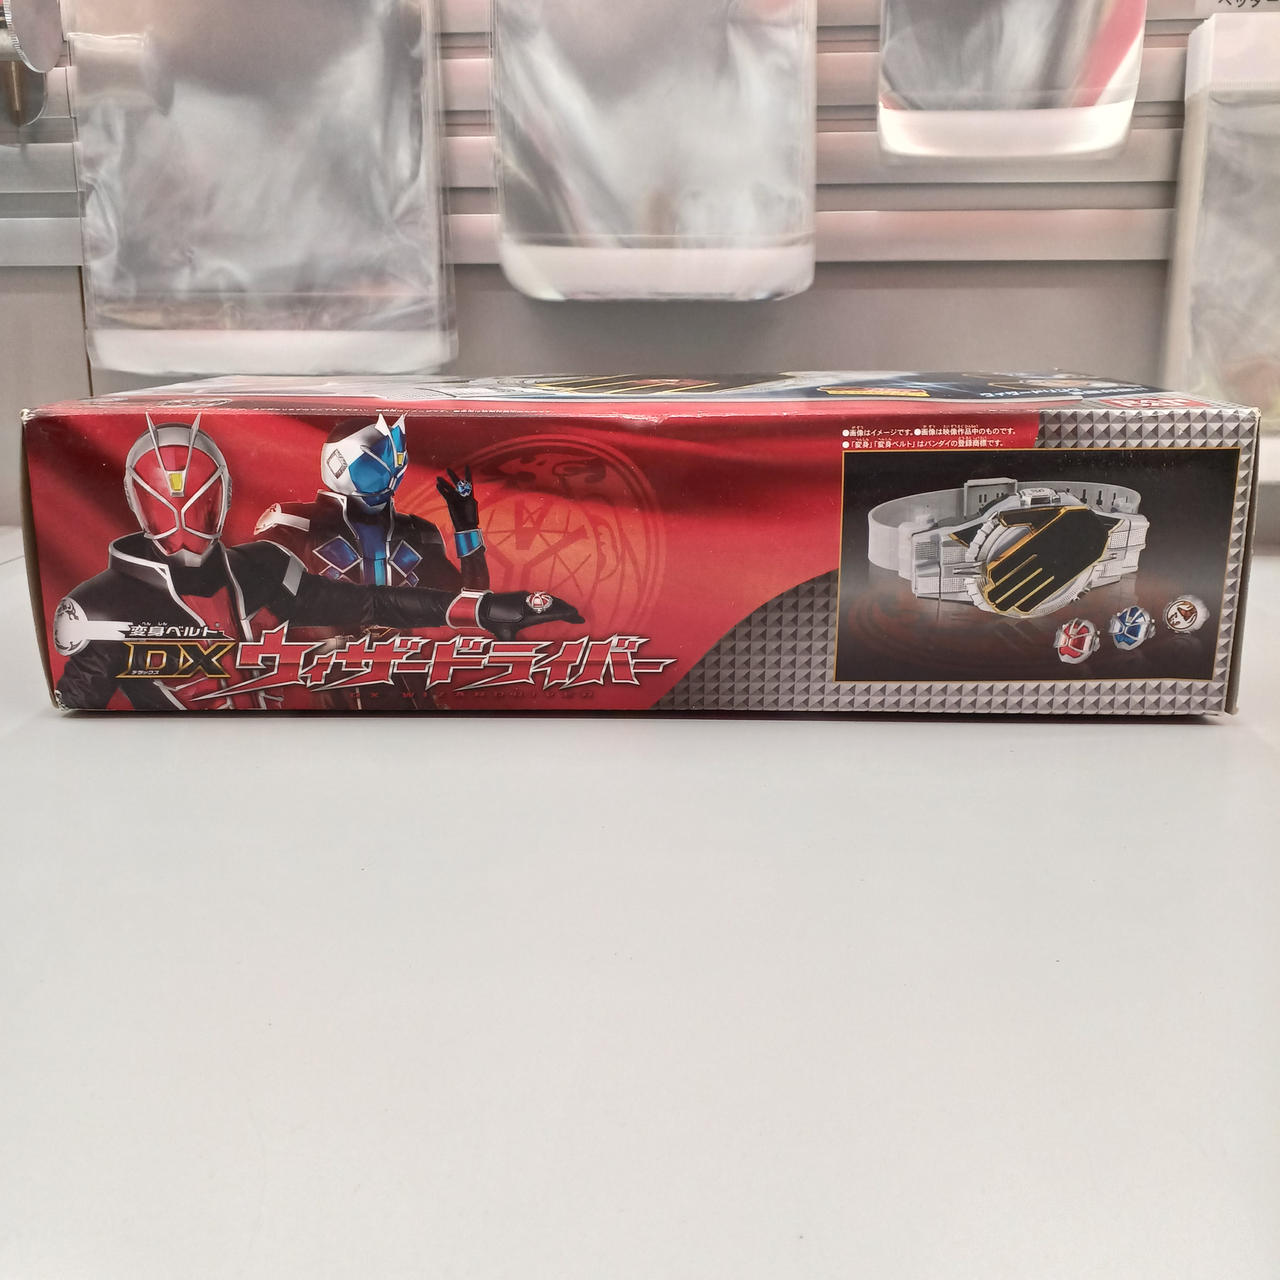 ●画像はイメージです。●画像は映像作品中のものです。
●「変身」「変身ベルト」はバンダイの登録商標です。
へんしん
変身ベルト
DX ウィザードライバー
デラックス
DX WIZARDRIVER